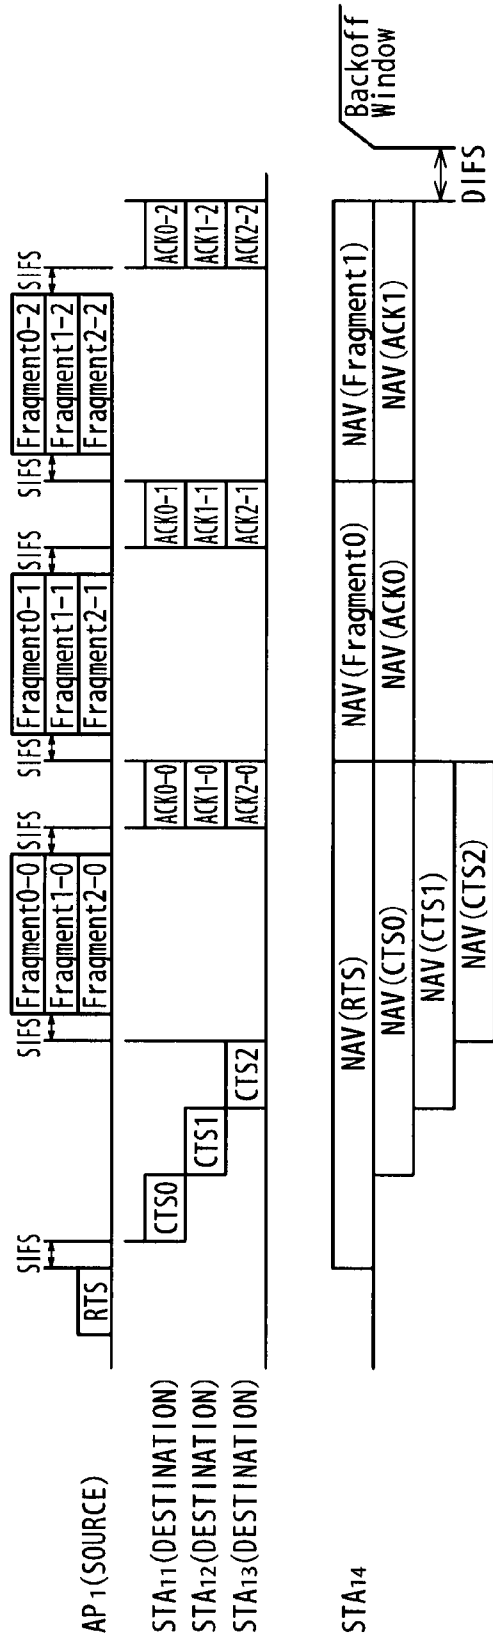 AP1(SOURCE)
RTS
SIFS
SIFS
Fragment0-0
Fragment1-0
Fragment2-0
SIFS
SIFS
Fragment0-1
Fragment1-1
Fragment2-1
SIFS
SIFS
Fragment0-2
Fragment1-2
Fragment2-2
SIFS
STA11(DESTINATION)
CTS0
ACK0-0
ACK0-1
ACK0-2
STA12(DESTINATION)
CTS1
ACK1-0
ACK1-1
ACK1-2
STA13(DESTINATION)
CTS2
ACK2-0
ACK2-1
ACK2-2
STA14
NAV(RTS)
NAV(Fragment0)
NAV(Fragment1)
Backoff
Window
NAV(CTS0)
NAV(ACK0)
NAV(ACK1)
NAV(CTS1)
NAV(CTS2)
DIFS